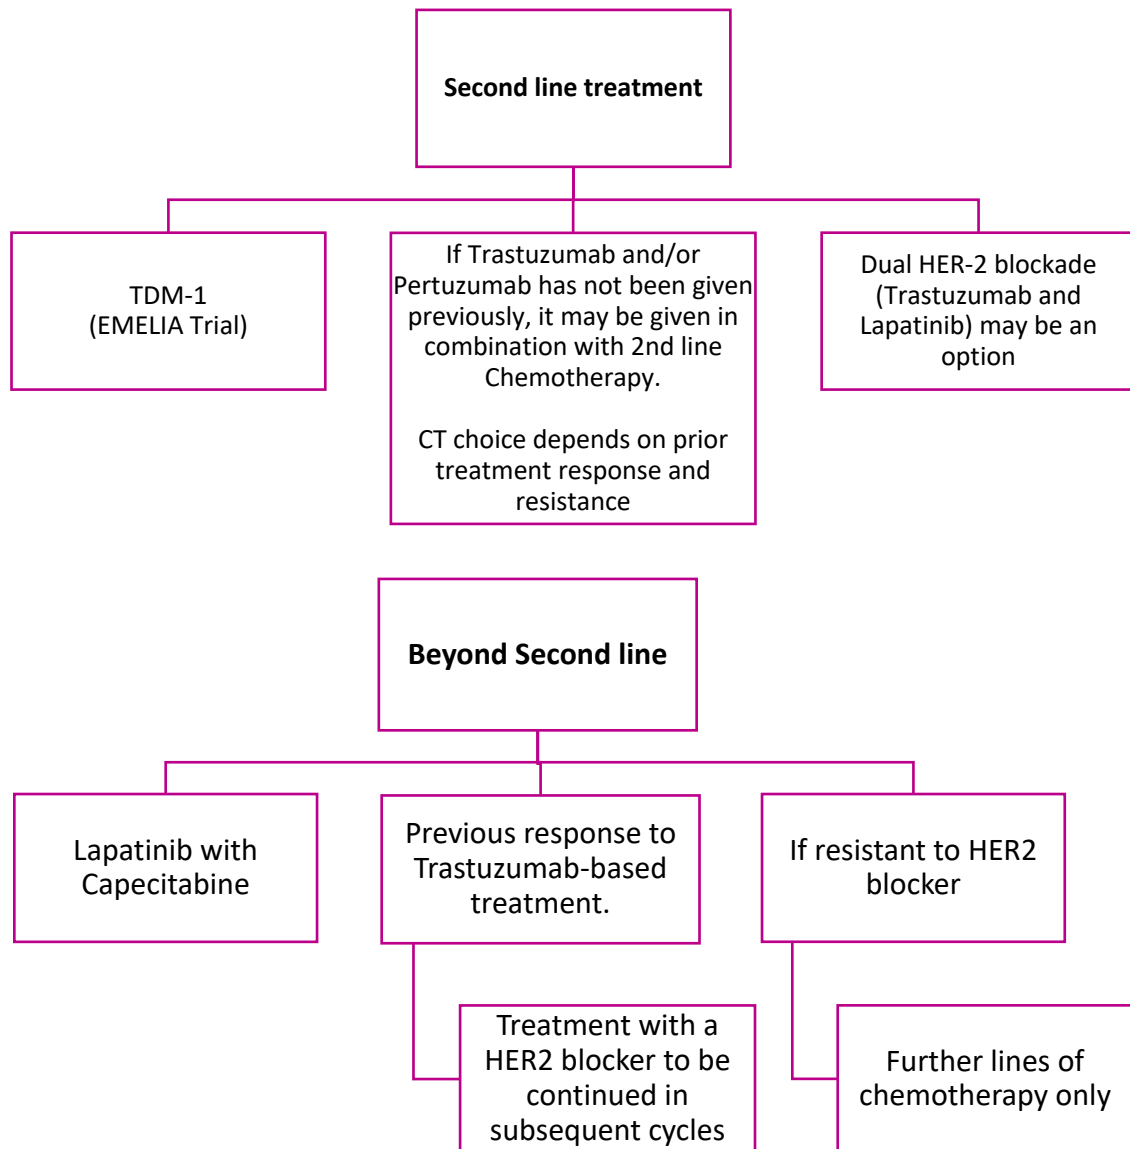 Second line treatment
TDM-1
(EMELIA Trial)
If Trastuzumab and/or
Pertuzumab has not been given
previously, it may be given in
combination with 2nd line
Chemotherapy.
CT choice depends on prior
treatment response and
resistance
Dual HER-2 blockade
(Trastuzumab and
Lapatinib) may be an
option
Beyond Second line
Lapatinib with
Capecitabine
Previous response to
Trastuzumab-based
treatment.
If resistant to HER2
blocker
Treatment with a
HER2 blocker to be
continued in
subsequent cycles
Further lines of
chemotherapy only